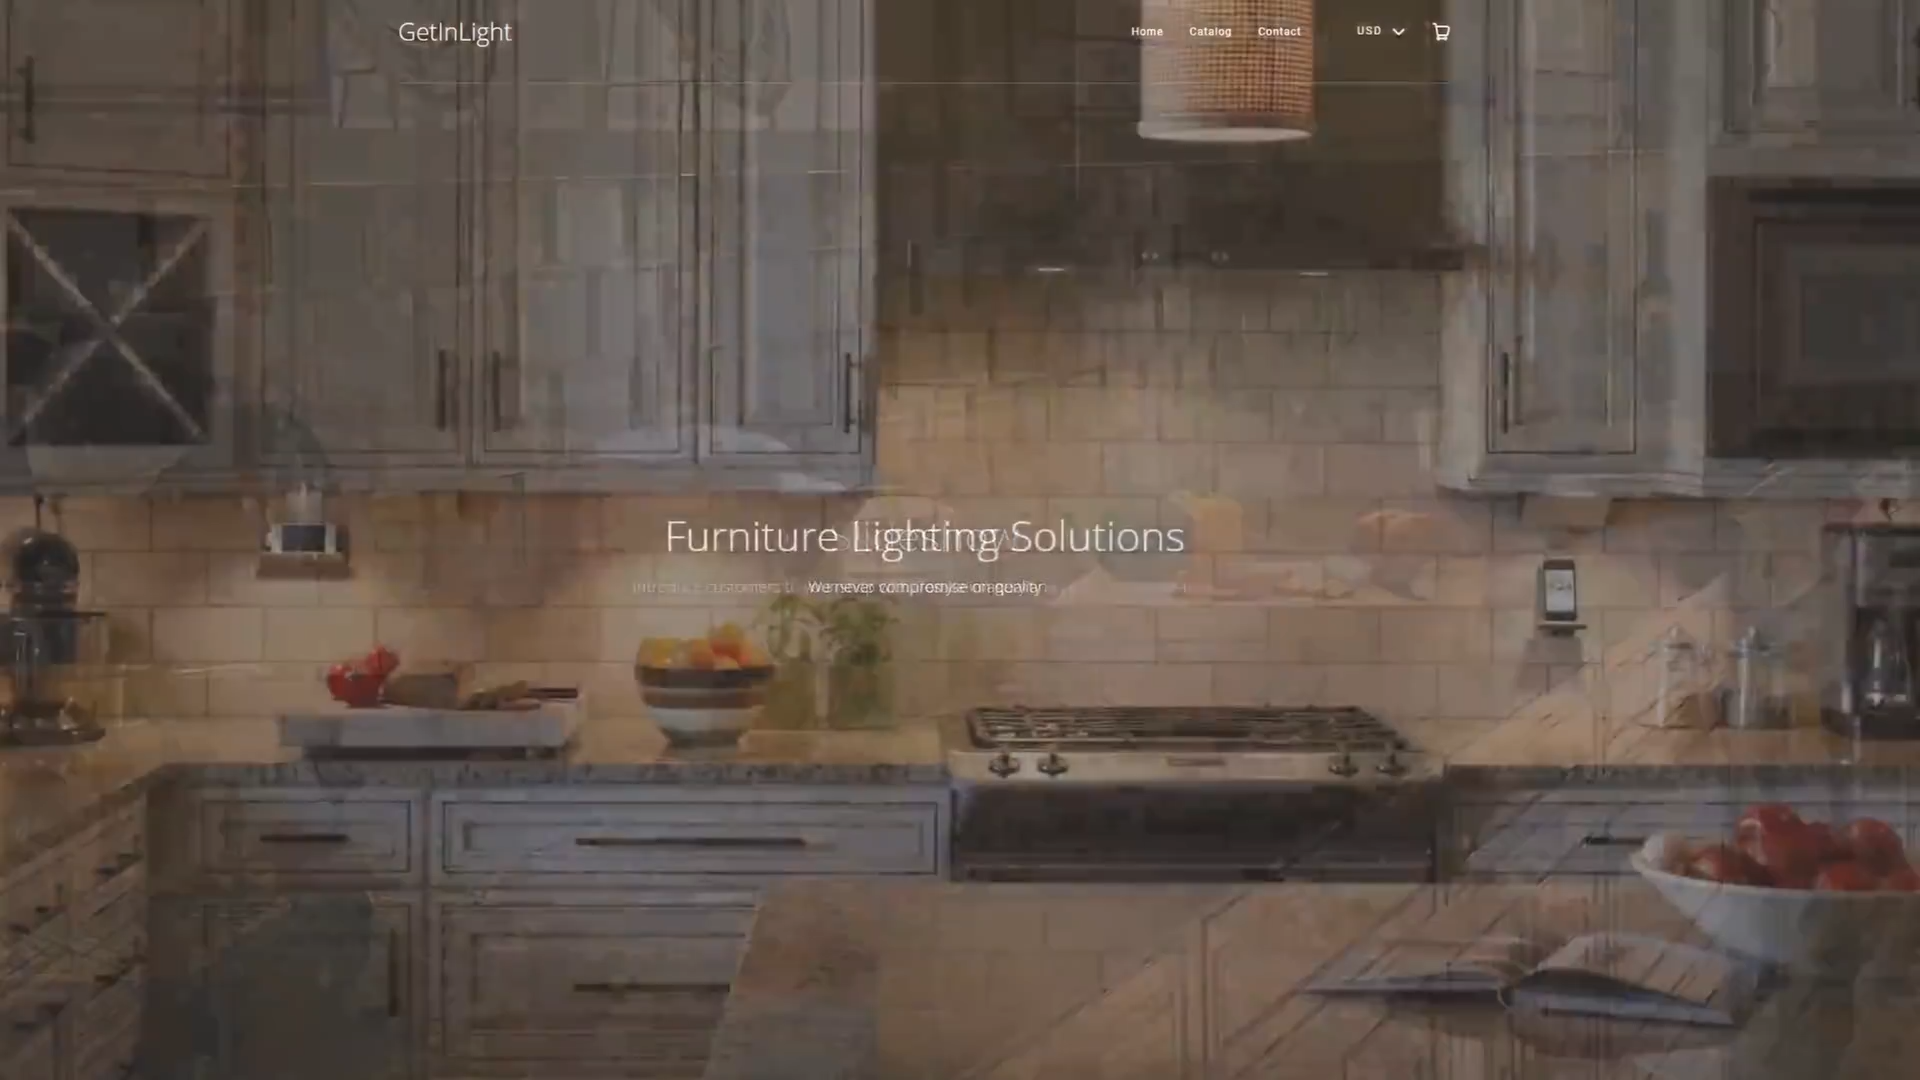 GetInLight
Home Catalog Contact USD
Furniture Lighting Solutions
We never compromise on quality